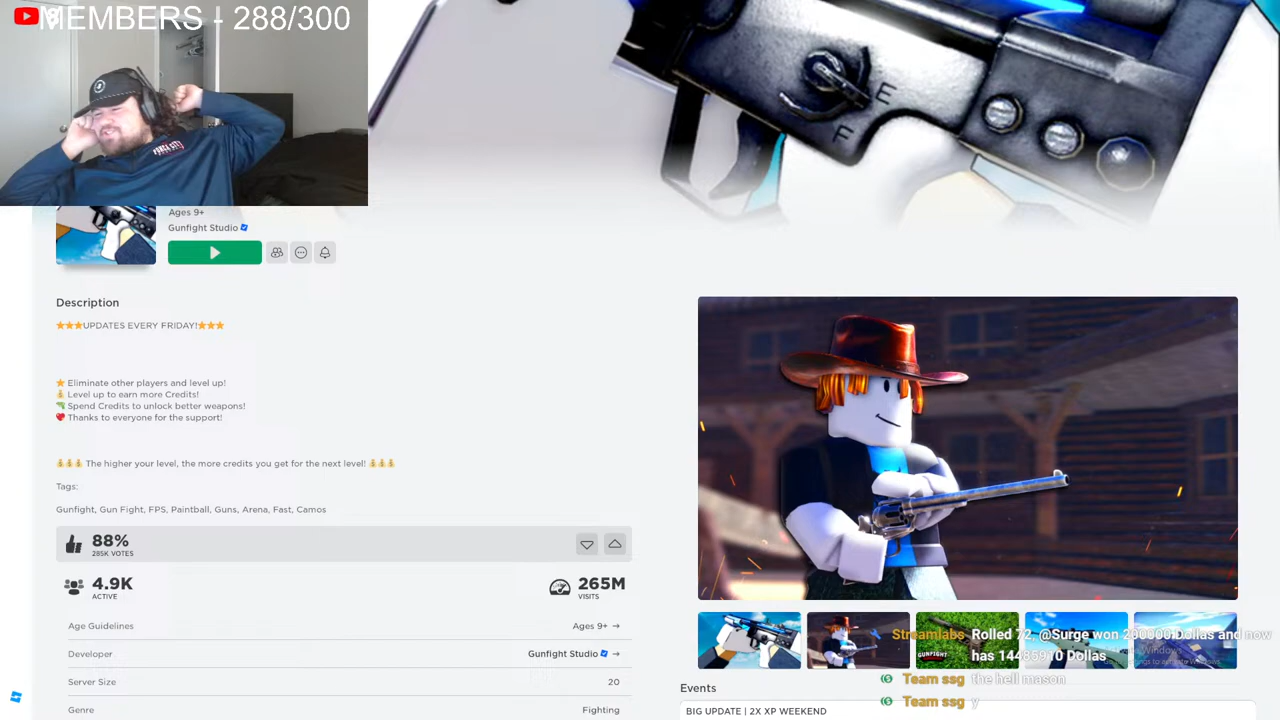 MEMBERS - 288/300
E
F
Ages 9+
Gunfight Studio
Description
UPDATES EVERY FRIDAY!
Eliminate other players and level up!
Level up to earn more Credits!
Spend Credits to unlock better weapons!
Thanks to everyone for the support!
The higher your level, the more credits you get for the next level!
Tags:
Gunfight, Gun Fight, FPS, Paintball, Guns, Arena, Fast, Camos
88%
285K VOTES
4.9K
ACTIVE
265M
VISITS
Age Guidelines
Ages 9+ →
Developer
Gunfight Studio →
Server Size
20
Genre
Fighting
GUNFIGHT
Streamlabs Rolled 72, @Surge won 200000 Dollas and now
has 14485910 Dollas
Team ssg the hell mason
Team ssg y
Events
BIG UPDATE | 2X XP WEEKEND